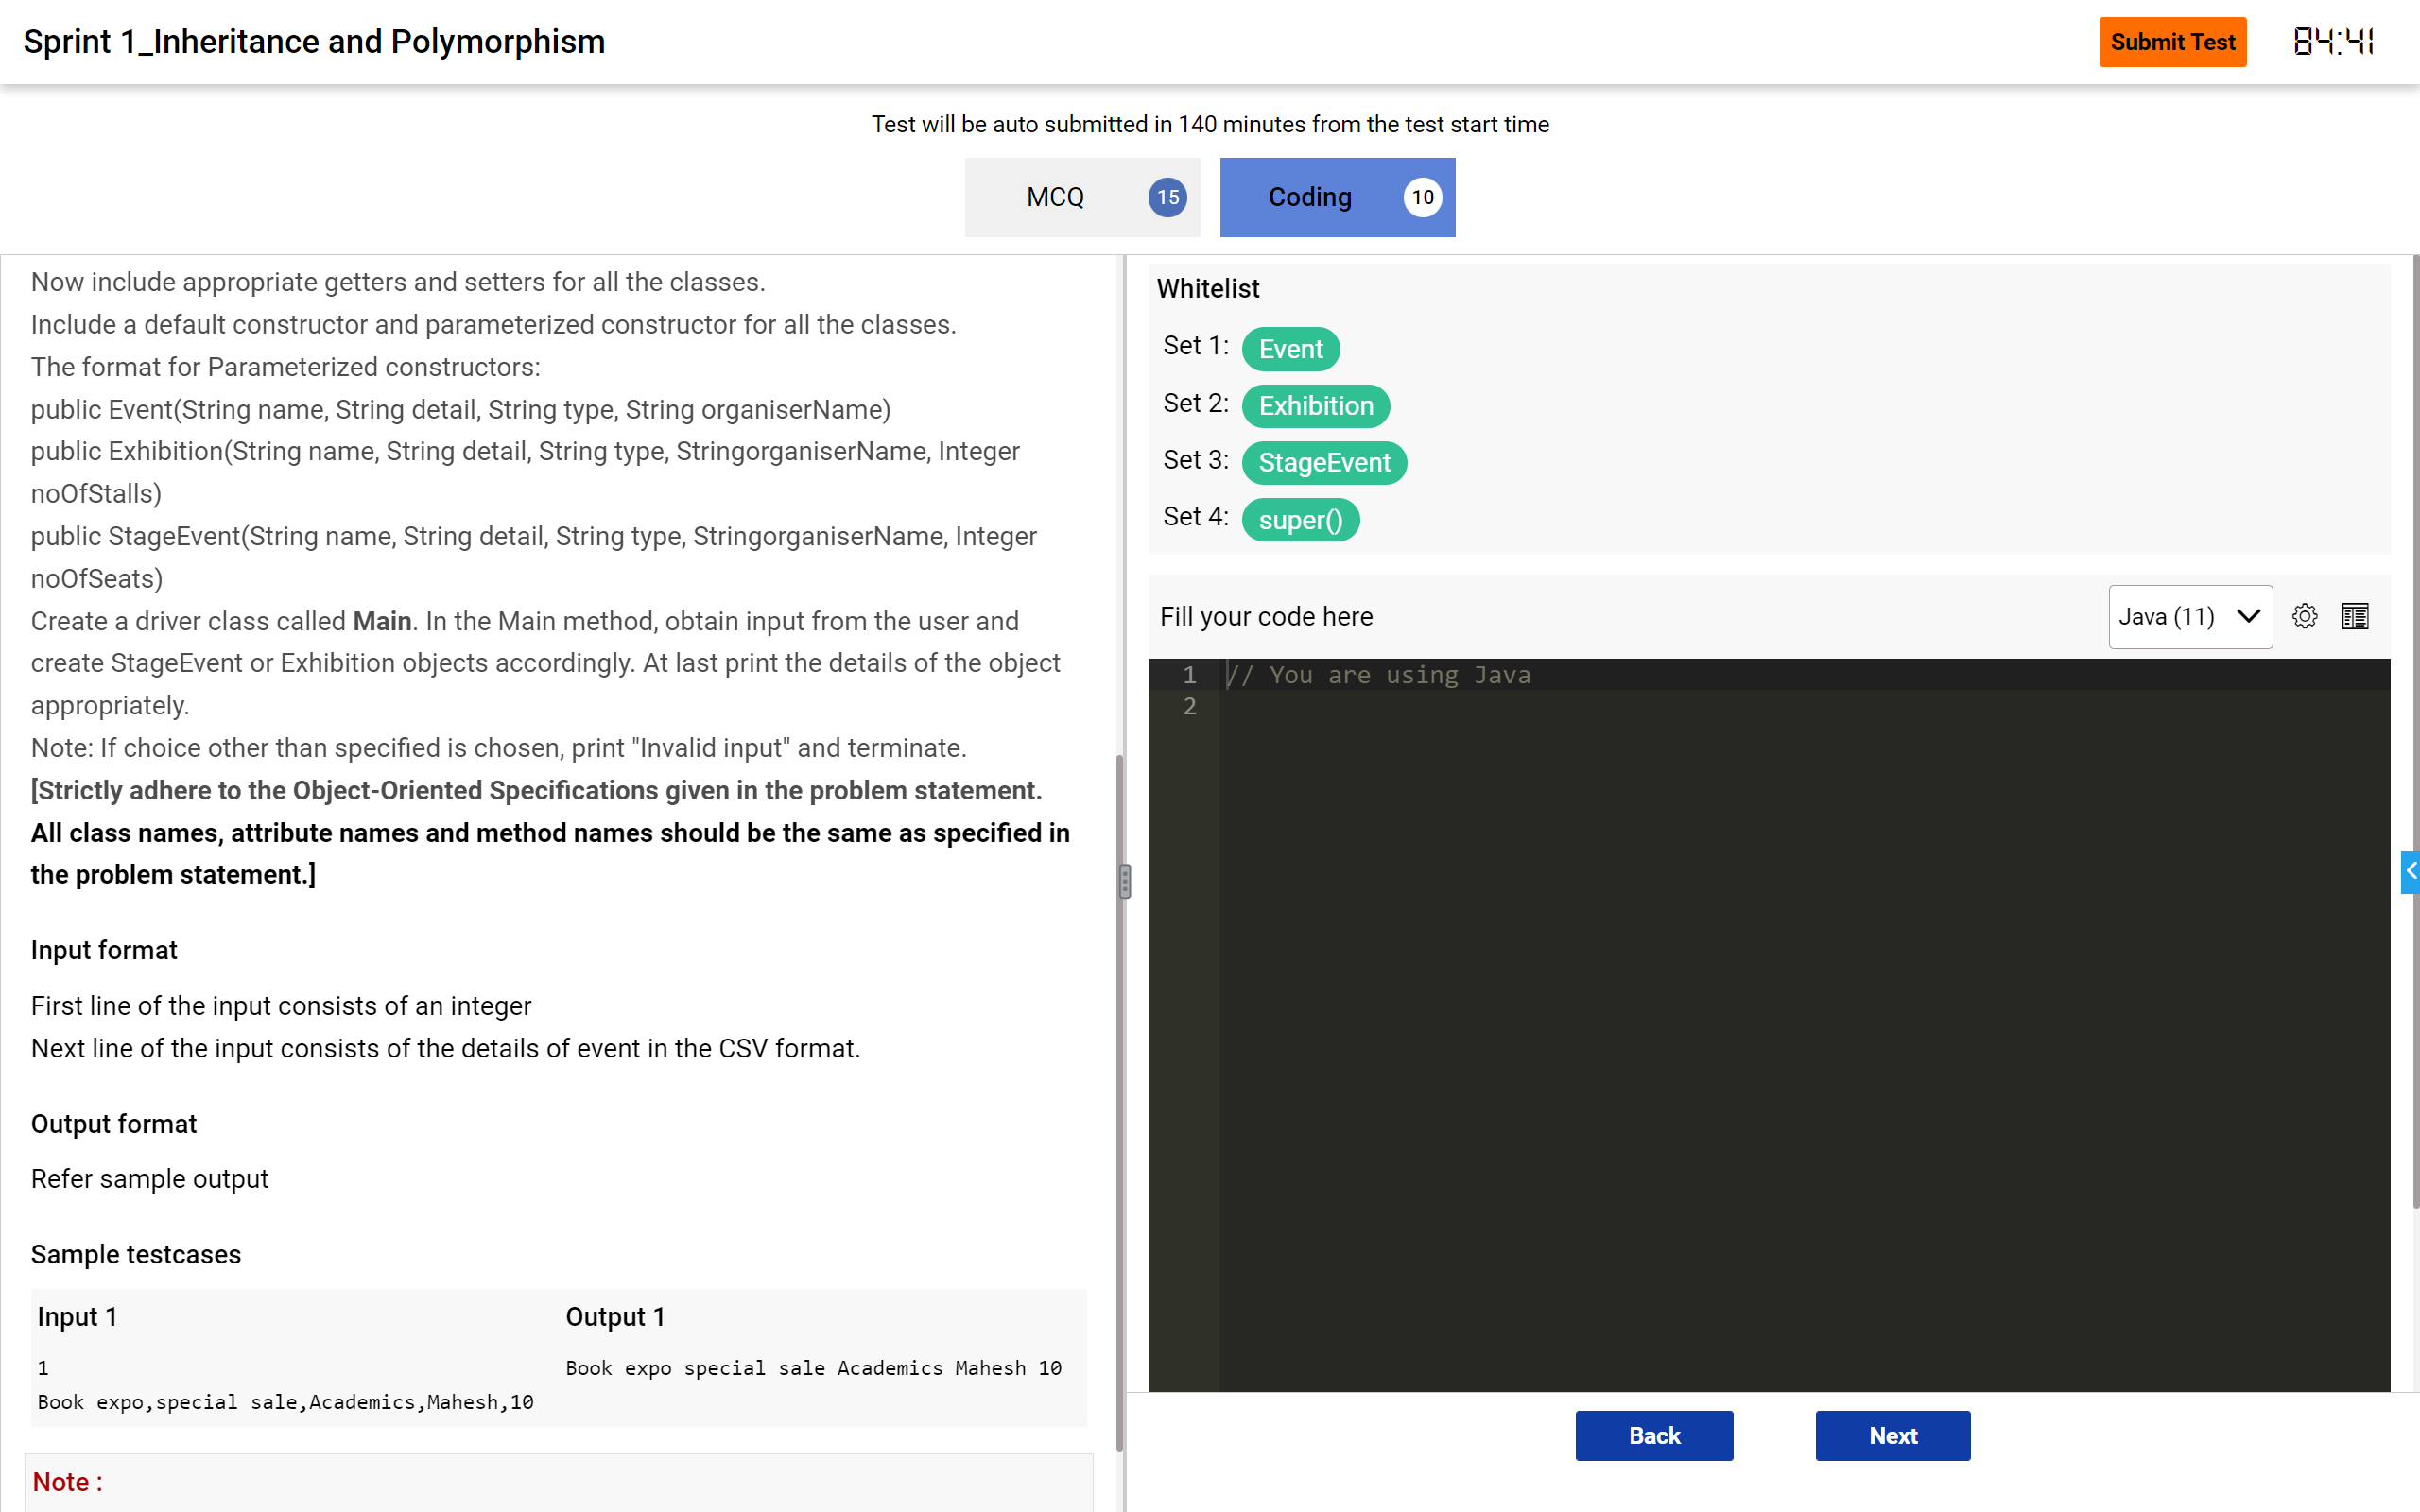 Sprint 1_Inheritance and Polymorphism
Submit Test
84:41
Test will be auto submitted in 140 minutes from the test start time
MCQ 15
Coding 10
Now include appropriate getters and setters for all the classes.
Include a default constructor and parameterized constructor for all the classes.
The format for Parameterized constructors:
public Event(String name, String detail, String type, String organiserName)
public Exhibition(String name, String detail, String type, StringorganiserName, Integer
noOfStalls)
public StageEvent(String name, String detail, String type, StringorganiserName, Integer
noOfSeats)
Create a driver class called Main. In the Main method, obtain input from the user and
create StageEvent or Exhibition objects accordingly. At last print the details of the object
appropriately.
Note: If choice other than specified is chosen, print "Invalid input" and terminate.
[Strictly adhere to the Object-Oriented Specifications given in the problem statement.
All class names, attribute names and method names should be the same as specified in
the problem statement.]
Input format
First line of the input consists of an integer
Next line of the input consists of the details of event in the CSV format.
Output format
Refer sample output
Sample testcases
Input 1
1
Book expo,special sale,Academics,Mahesh,10
Output 1
Book expo special sale Academics Mahesh 10
Note :
Whitelist
Set 1: Event
Set 2: Exhibition
Set 3: StageEvent
Set 4: super()
Fill your code here
Java (11)
1 // You are using Java
2
Back
Next